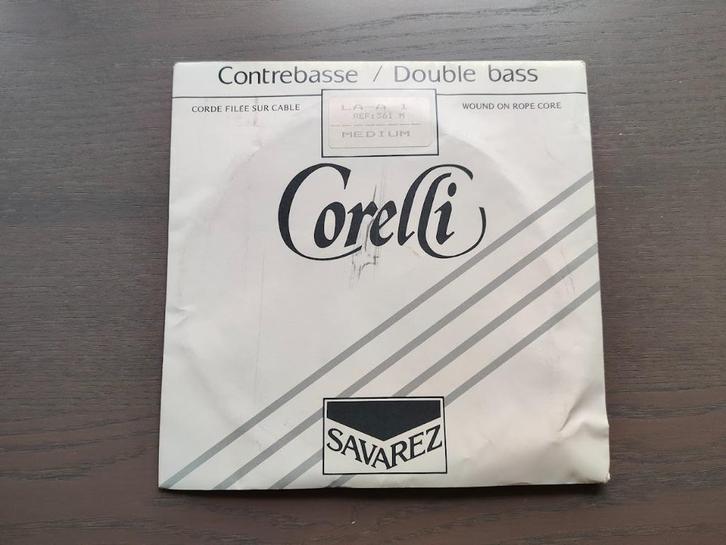 Contrebasse / Double bass
CORDE FILÉE SUR CABLE
WOUND ON ROPE CORE
LA-A 1
REF:361 M
MEDIUM
Corelli
SAVAREZ